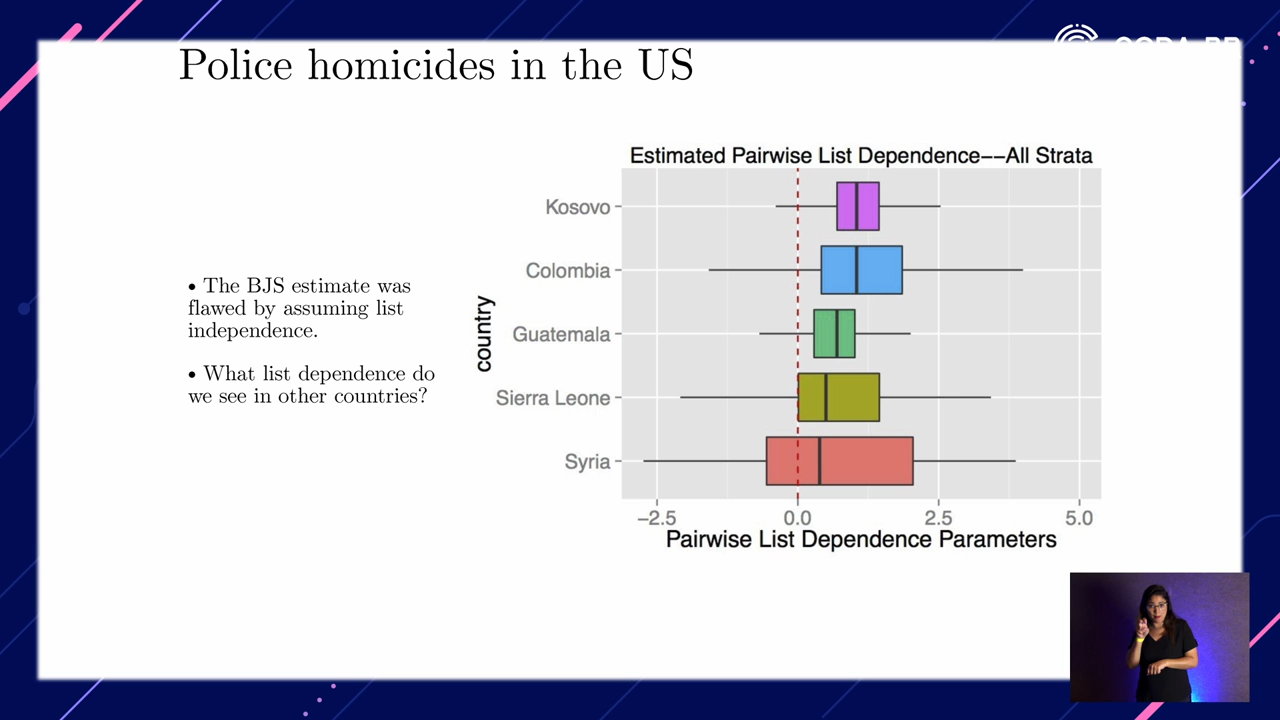 Police homicides in the US
• The BJS estimate was
flawed by assuming list
independence.
• What list dependence do
we see in other countries?
Estimated Pairwise List Dependence−−All Strata
country
Kosovo
Colombia
Guatemala
Sierra Leone
Syria
−2.5 0.0 2.5 5.0
Pairwise List Dependence Parameters